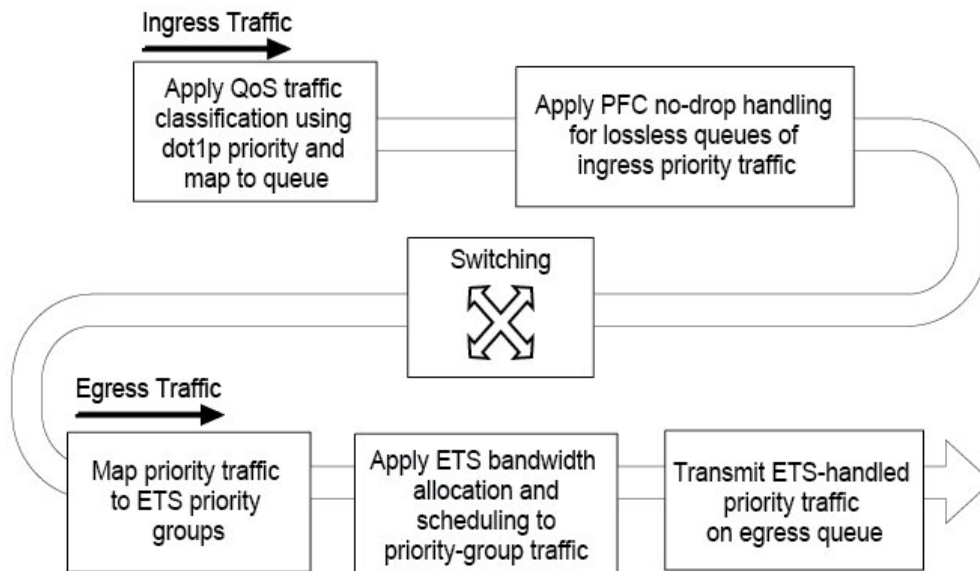 Ingress Traffic
Apply QoS traffic
classification using
dot1p priority and
map to queue
Apply PFC no-drop handling
for lossless queues of
ingress priority traffic
Switching
Egress Traffic
Map priority traffic
to ETS priority
groups
Apply ETS bandwidth
allocation and
scheduling to
priority-group traffic
Transmit ETS-handled
priority traffic
on egress queue